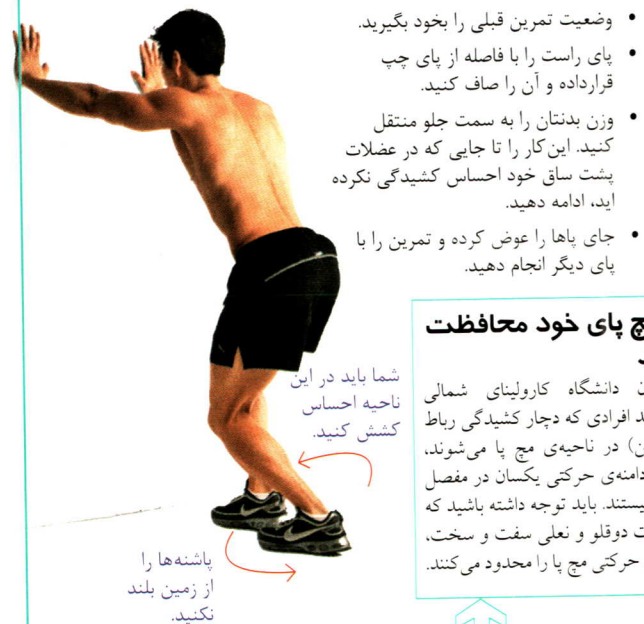 • وضعیت تمرین قبلی را بخود بگیرید.
• پای راست را با فاصله از پای چپ
قرارداده و آن را صاف کنید.
• وزن بدنتان را به سمت جلو منتقل
کنید. این‌کار را تا جایی که در عضلات
پشت ساق خود احساس کشیدگی نکرده
اید، ادامه دهید.
• جای پاها را عوض کرده و تمرین را با
پای دیگر انجام دهید.
شما باید در این
ناحیه احساس
کشش کنید.
پاشنه‌ها را
از زمین بلند
نکنید.
پای خود محافظت
دانشگاه کارولینای شمالی
افرادی که دچار کشیدگی رباط
در ناحیه‌ی مچ پا می‌شوند،
دامنه‌ی حرکتی یکسان در مفصل
باید توجه داشته باشید که
دوقلو و نعلی سفت و سخت،
حرکتی مچ پا را محدود می‌کنند.